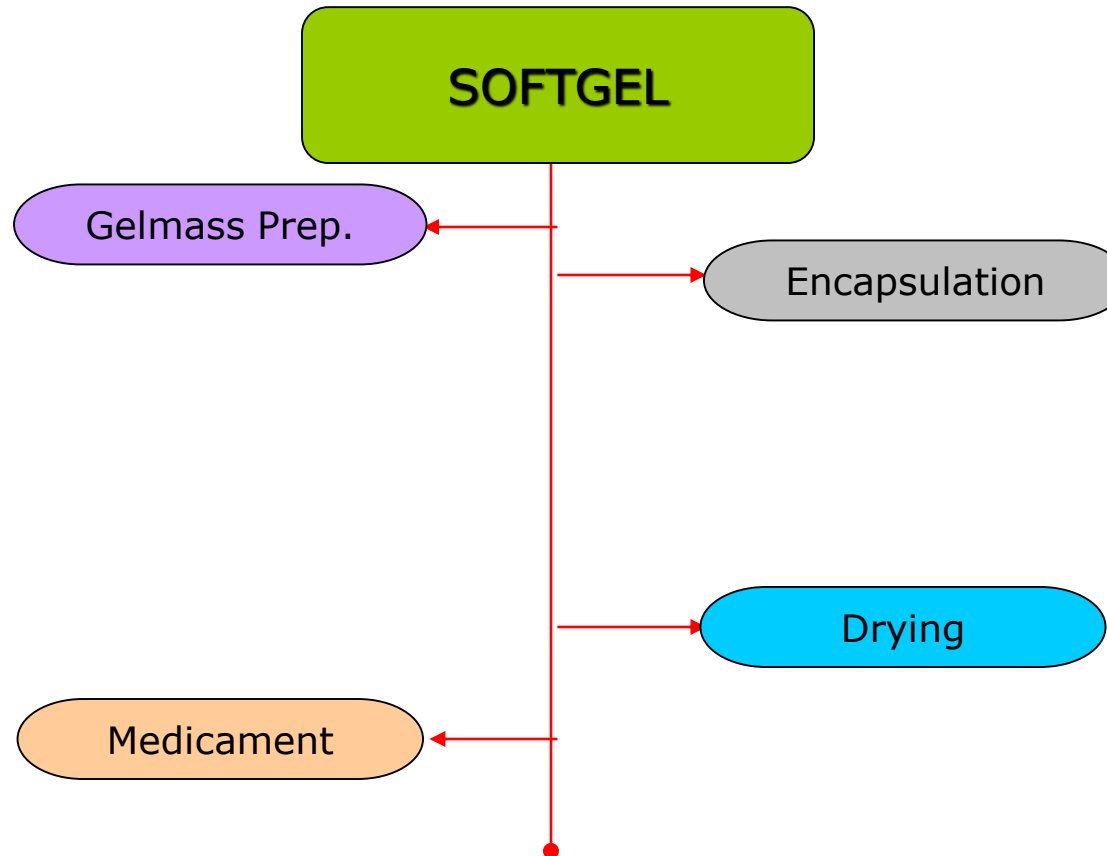 SOFTGEL
Gelmass Prep.
Encapsulation
Drying
Medicament